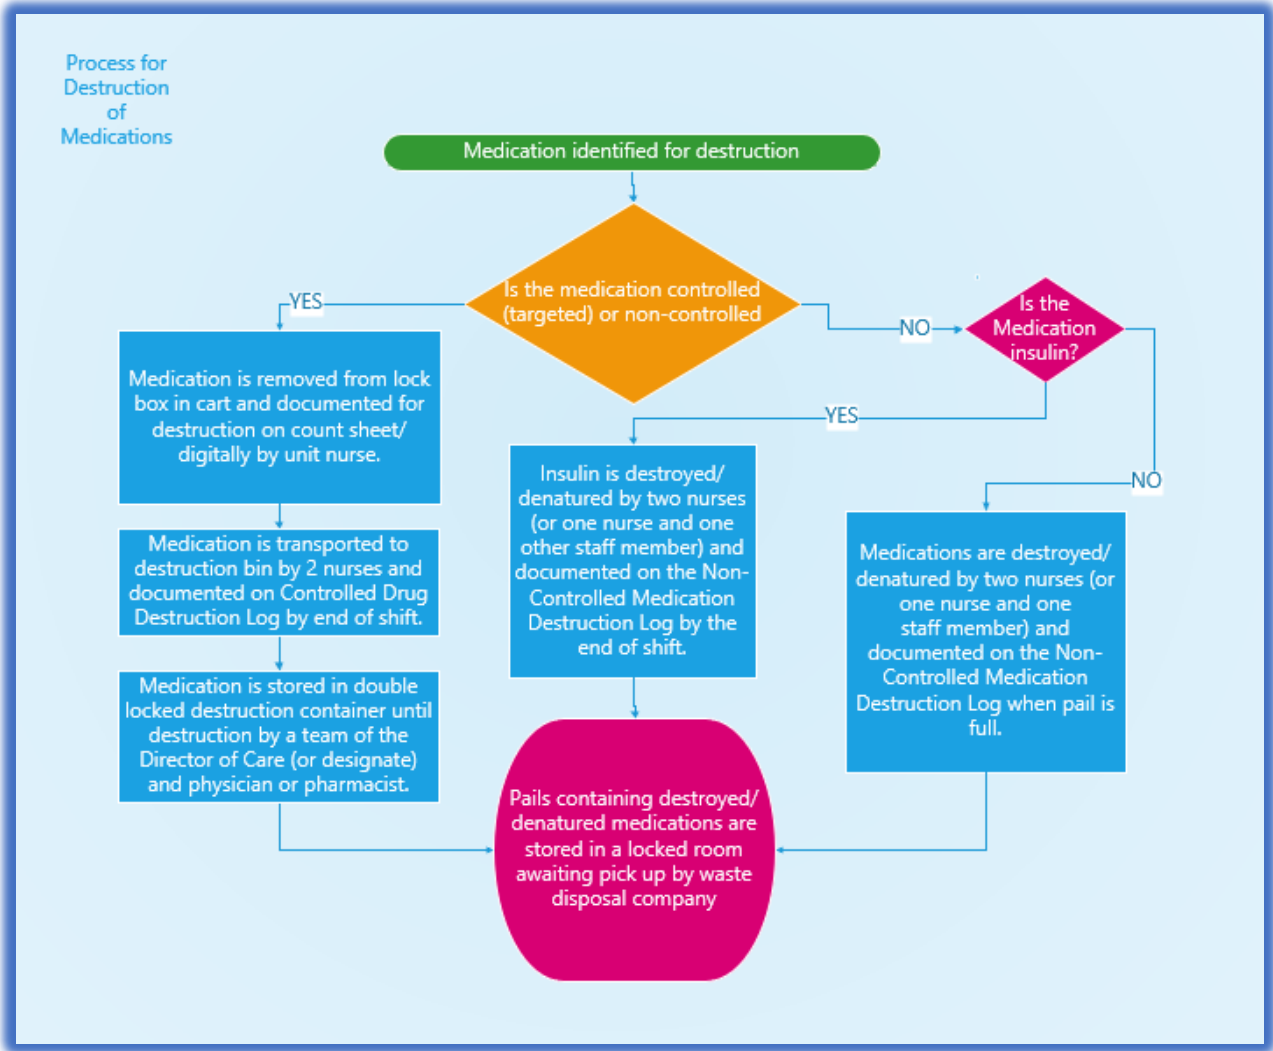 Process for
Destruction
of
Medications
Medication identified for destruction
Is the medication controlled
(targeted) or non-controlled
YES
NO
Is the
Medication
insulin?
YES
NO
Medication is removed from lock
box in cart and documented for
destruction on count sheet/
digitally by unit nurse.
Medication is transported to
destruction bin by 2 nurses and
documented on Controlled Drug
Destruction Log by end of shift.
Medication is stored in double
locked destruction container until
destruction by a team of the
Director of Care (or designate)
and physician or pharmacist.
Insulin is destroyed/
denatured by two nurses
(or one nurse and one
other staff member) and
documented on the Non-
Controlled Medication
Destruction Log by the
end of shift.
Medications are destroyed/
denatured by two nurses (or
one nurse and one
staff member) and
documented on the Non-
Controlled Medication
Destruction Log when pail is
full.
Pails containing destroyed/
denatured medications are
stored in a locked room
awaiting pick up by waste
disposal company